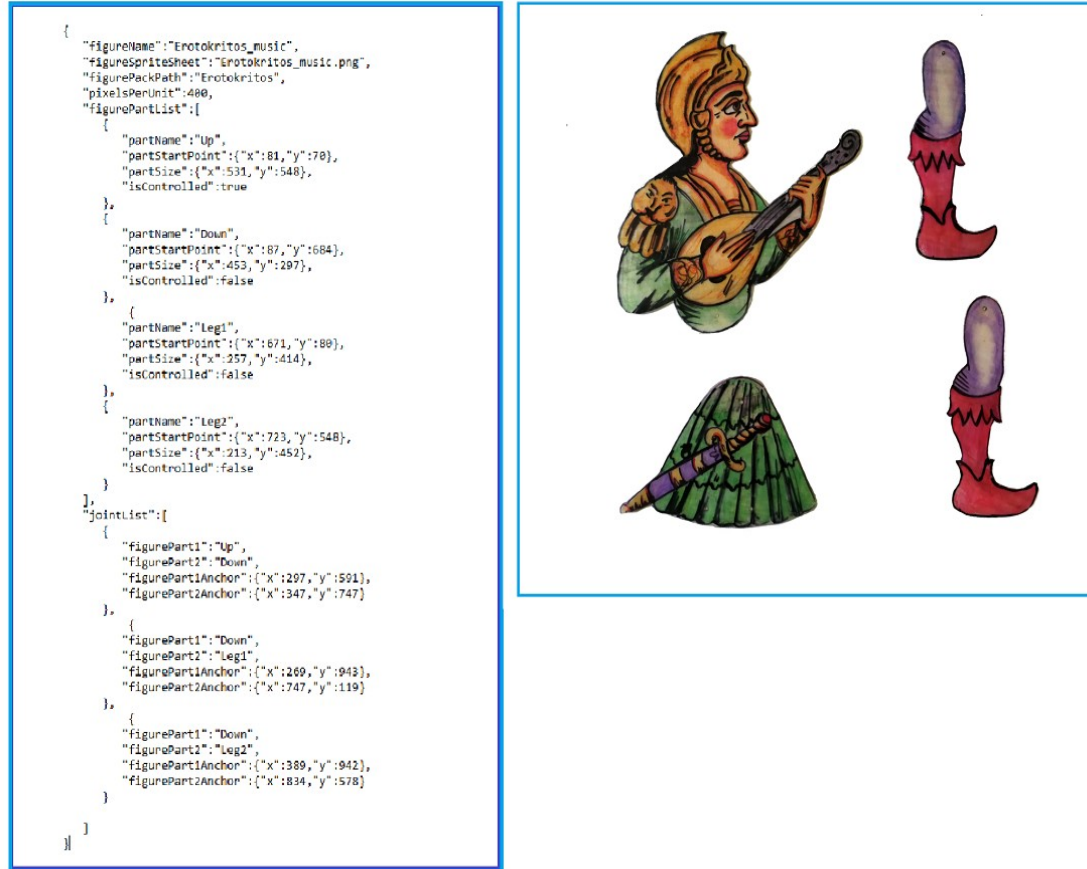 {
"figureName":"Erotokritos_music",
"figureSpriteSheet":"Erotokritos_music.png",
"figurePackPath":"Erotokritos",
"pixelsPerUnit":400,
"figurePartList":[
{
"partName":"Up",
"partStartPoint":{"x":81,"y":70},
"partSize":{"x":531,"y":548},
"isControlled":true
},
{
"partName":"Down",
"partStartPoint":{"x":87,"y":684},
"partSize":{"x":453,"y":297},
"isControlled":false
},
{
"partName":"Leg1",
"partStartPoint":{"x":671,"y":80},
"partSize":{"x":257,"y":414},
"isControlled":false
},
{
"partName":"Leg2",
"partStartPoint":{"x":723,"y":548},
"partSize":{"x":213,"y":452},
"isControlled":false
}
],
"jointList":[
{
"figurePart1":"Up",
"figurePart2":"Down",
"figurePart1Anchor":{"x":297,"y":591},
"figurePart2Anchor":{"x":347,"y":747}
},
{
"figurePart1":"Down",
"figurePart2":"Leg1",
"figurePart1Anchor":{"x":269,"y":943},
"figurePart2Anchor":{"x":747,"y":119}
},
{
"figurePart1":"Down",
"figurePart2":"Leg2",
"figurePart1Anchor":{"x":389,"y":942},
"figurePart2Anchor":{"x":834,"y":578}
}
]
}